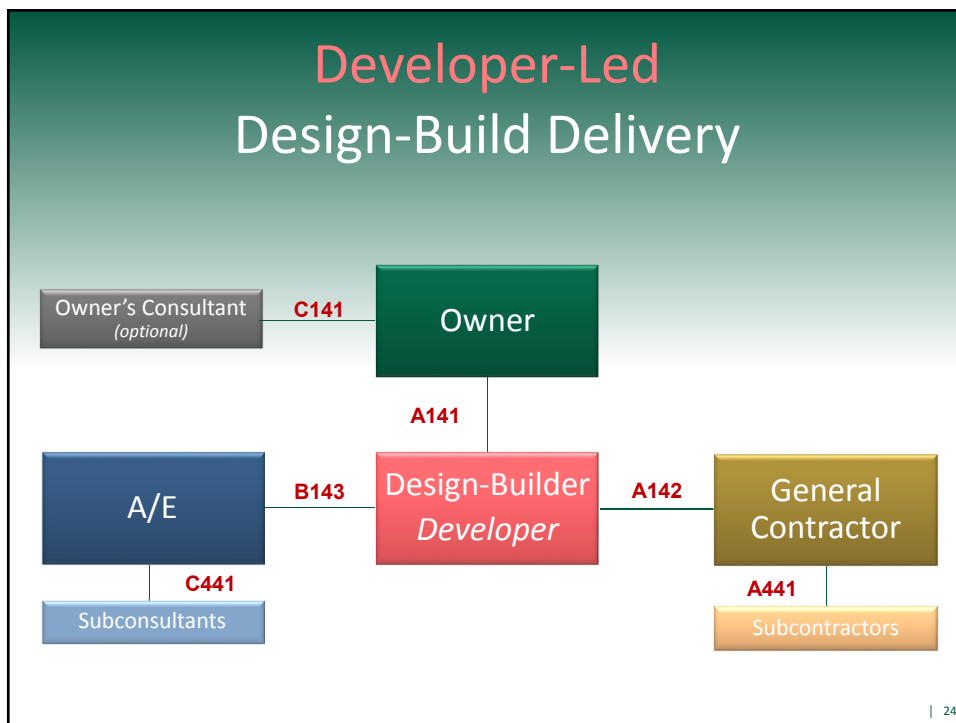 Developer-Led
Design-Build Delivery
Owner's Consultant
(optional)
C141
Owner
A141
A/E
B143
Design-Builder
Developer
A142
General
Contractor
C441
A441
Subconsultants
Subcontractors
| 24